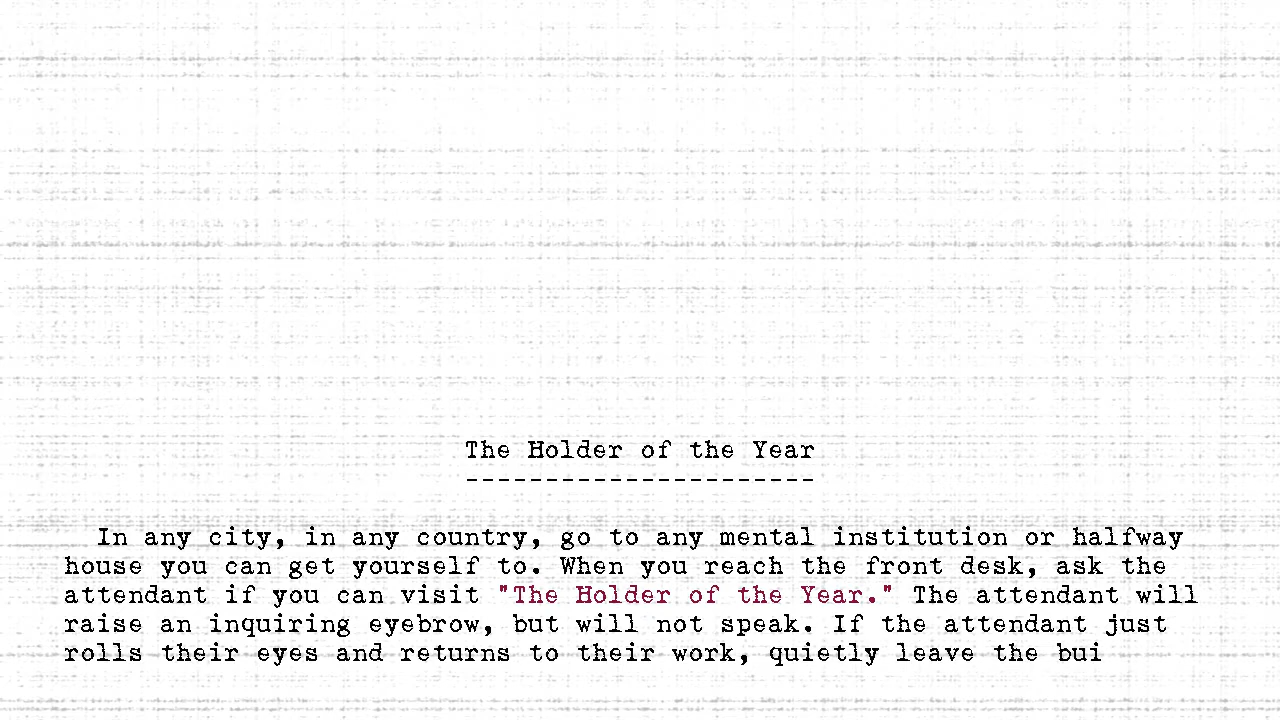 The Holder of the Year
----------------------
In any city, in any country, go to any mental institution or halfway
house you can get yourself to. When you reach the front desk, ask the
attendant if you can visit "The Holder of the Year." The attendant will
raise an inquiring eyebrow, but will not speak. If the attendant just
rolls their eyes and returns to their work, quietly leave the bui